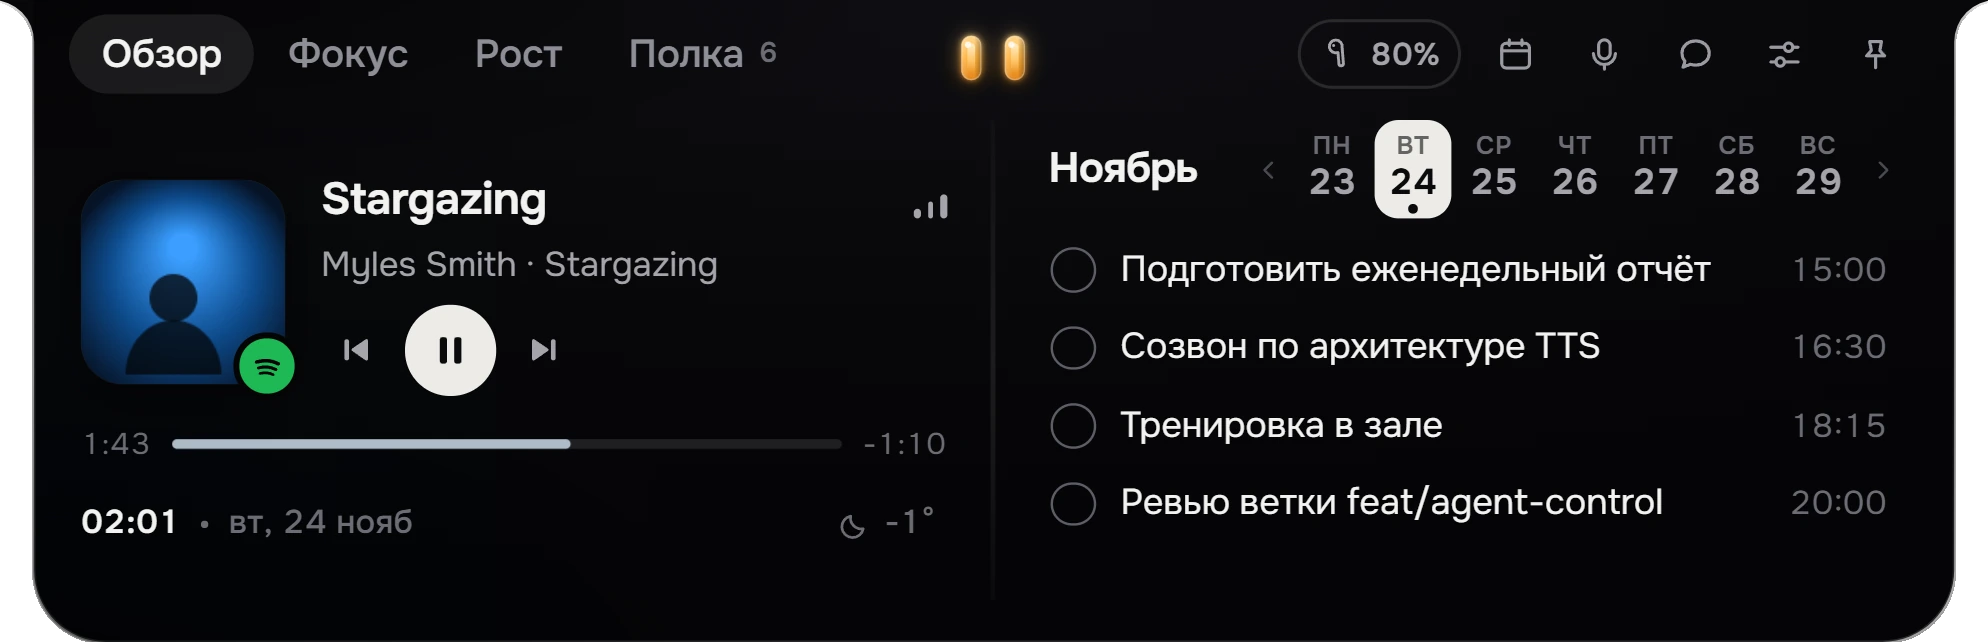 Обзор Фокус Рост Полка 6 80%
Stargazing
Myles Smith · Stargazing
1:43 -1:10
02:01 • вт, 24 нояб -1°
Ноябрь
ПН ВТ СР ЧТ ПТ СБ ВС
23 24 25 26 27 28 29
Подготовить еженедельный отчёт 15:00
Созвон по архитектуре TTS 16:30
Тренировка в зале 18:15
Ревью ветки feat/agent-control 20:00